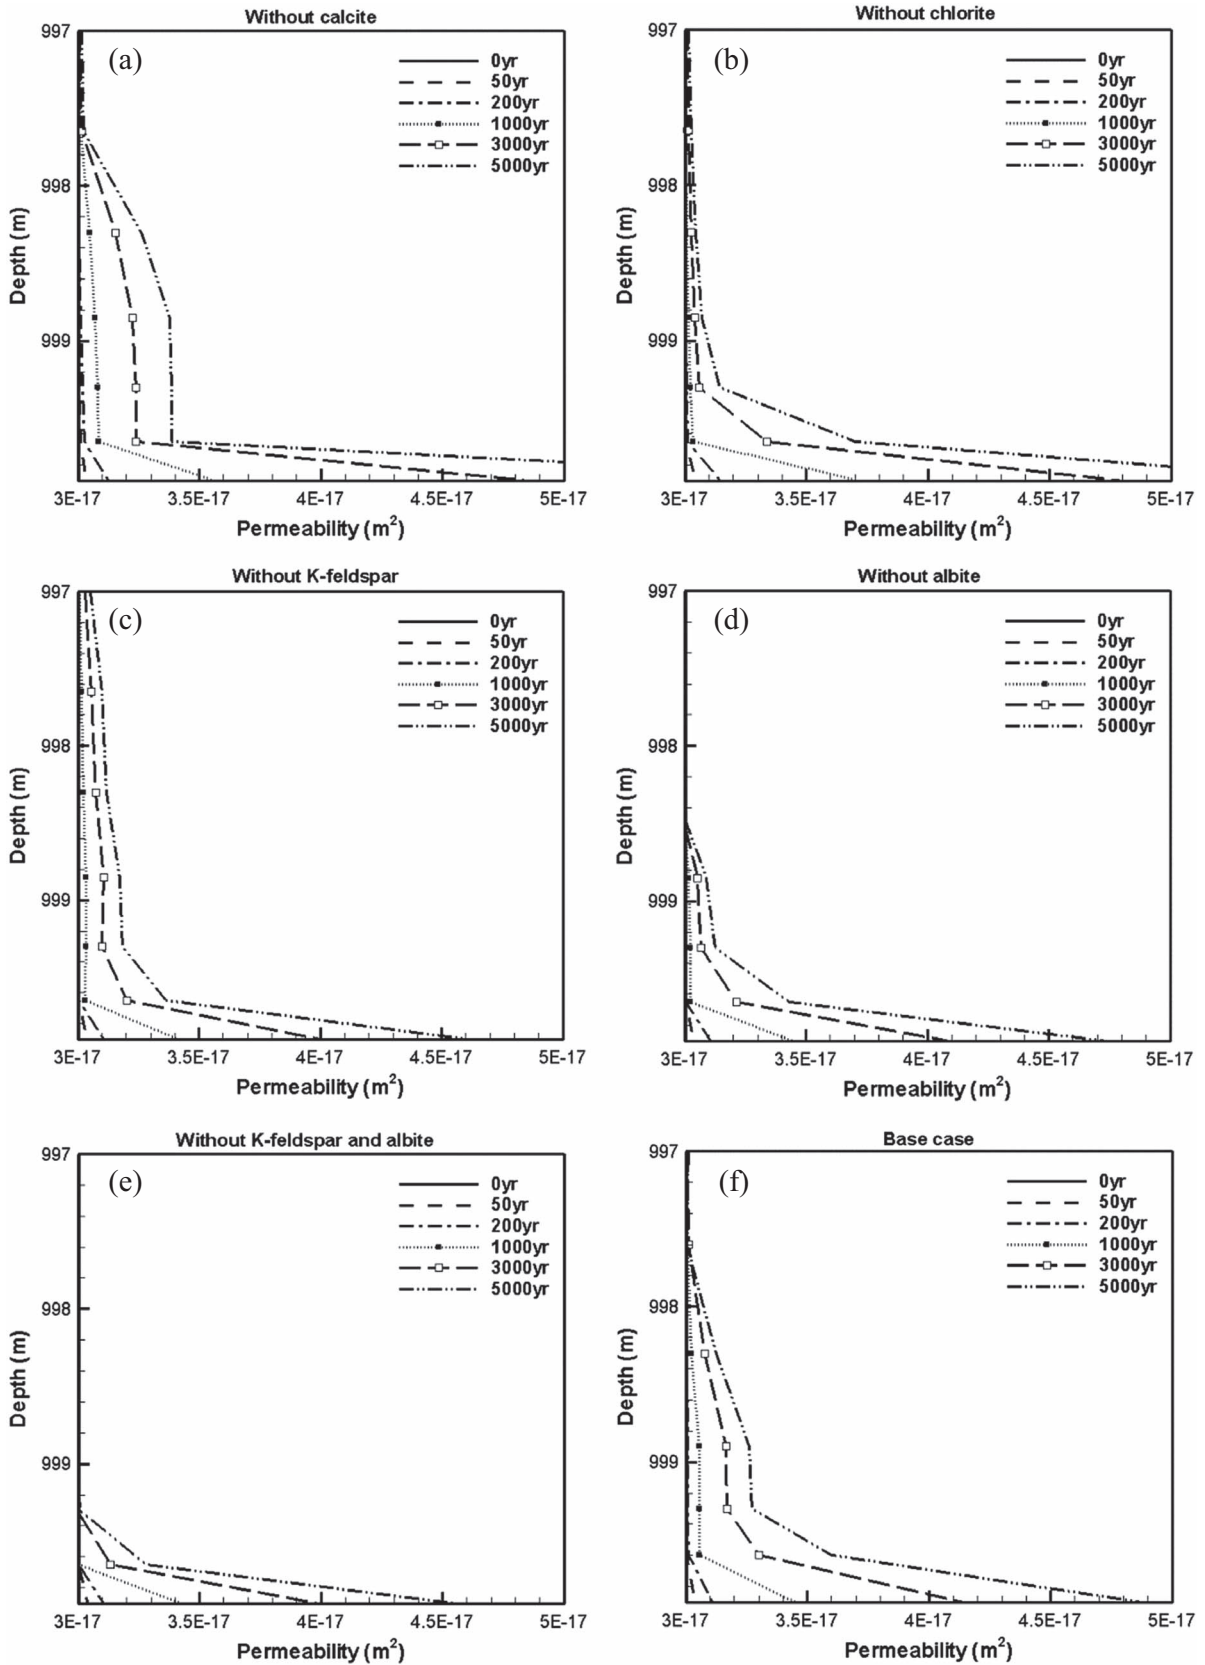 Without calcite
(a)
0yr
50yr
200yr
1000yr
3000yr
5000yr
997
998
999
Depth (m)
3E-17 3.5E-17 4E-17 4.5E-17 5E-17
Permeability (m²)
Without chlorite
(b)
0yr
50yr
200yr
1000yr
3000yr
5000yr
997
998
999
Depth (m)
3E-17 3.5E-17 4E-17 4.5E-17 5E-17
Permeability (m²)
Without K-feldspar
(c)
0yr
50yr
200yr
1000yr
3000yr
5000yr
997
998
999
Depth (m)
3E-17 3.5E-17 4E-17 4.5E-17 5E-17
Permeability (m²)
Without albite
(d)
0yr
50yr
200yr
1000yr
3000yr
5000yr
997
998
999
Depth (m)
3E-17 3.5E-17 4E-17 4.5E-17 5E-17
Permeability (m²)
Without K-feldspar and albite
(e)
0yr
50yr
200yr
1000yr
3000yr
5000yr
997
998
999
Depth (m)
3E-17 3.5E-17 4E-17 4.5E-17 5E-17
Permeability (m²)
Base case
(f)
0yr
50yr
200yr
1000yr
3000yr
5000yr
997
998
999
Depth (m)
3E-17 3.5E-17 4E-17 4.5E-17 5E-17
Permeability (m²)